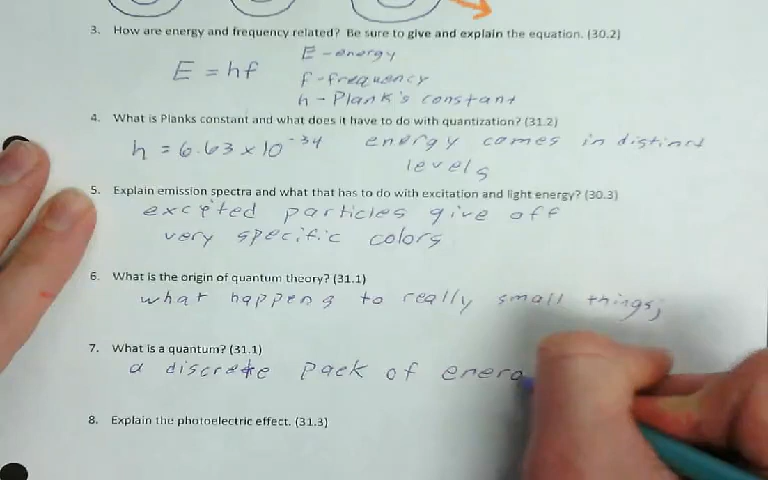 3. How are energy and frequency related? Be sure to give and explain the equation. (30.2)
E - energy
E = hf
f - frequency
h - Plank's constant
4. What is Planks constant and what does it have to do with quantization? (31.2)
h = 6.63 x 10^-34 energy comes in distinct
levels
5. Explain emission spectra and what that has to do with excitation and light energy? (30.3)
excited particles give off
very specific colors
6. What is the origin of quantum theory? (31.1)
what happens to really small things;
7. What is a quantum? (31.1)
a discrete pack of energ
8. Explain the photoelectric effect. (31.3)